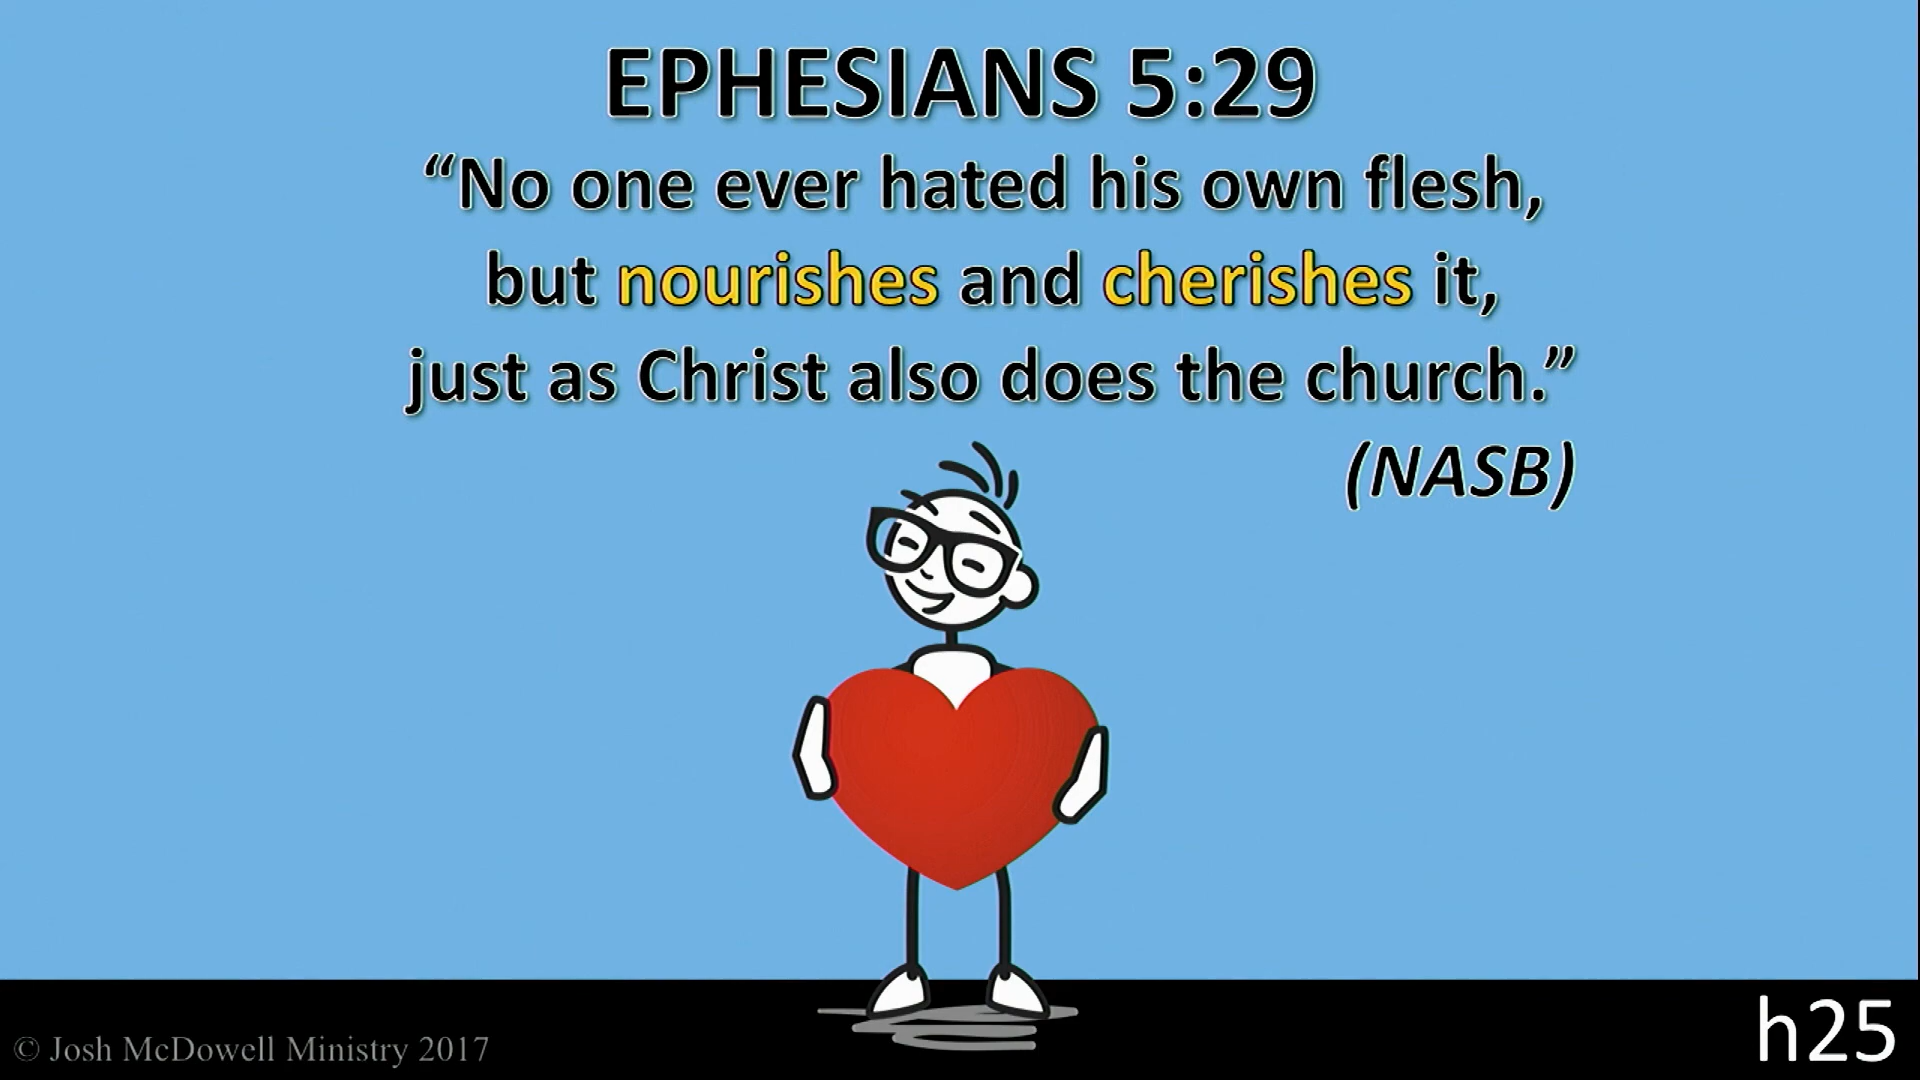 EPHESIANS 5:29
“No one ever hated his own flesh,
but nourishes and cherishes it,
just as Christ also does the church.”
(NASB)
© Josh McDowell Ministry 2017
h25